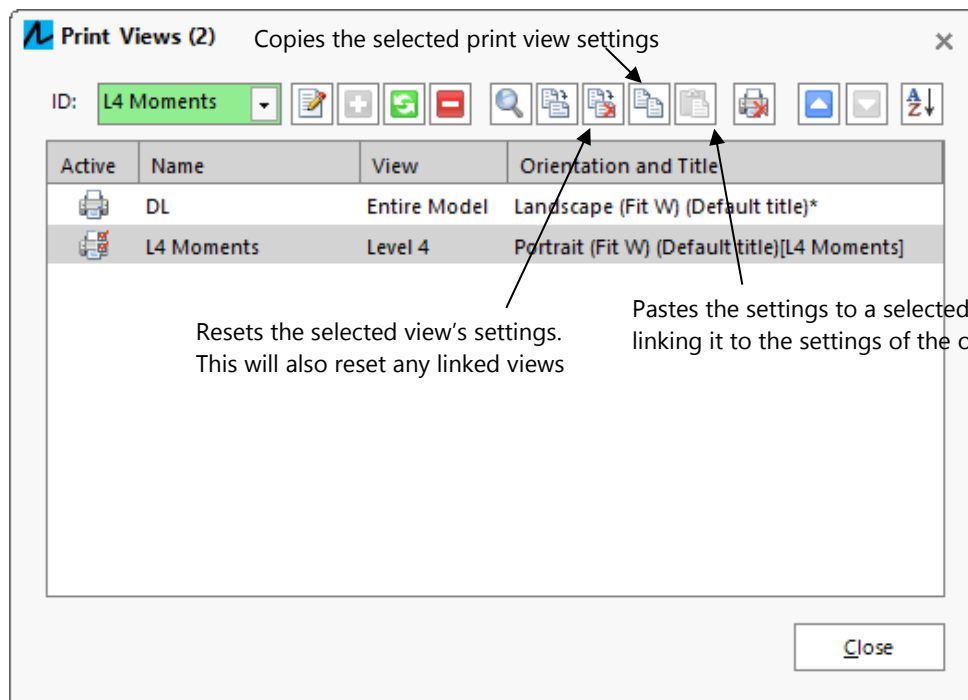 Print Views (2)
Copies the selected print view settings
ID:
L4 Moments
A
Z
Active Name View Orientation and Title
DL Entire Model Landscape (Fit W) (Default title)*
L4 Moments Level 4 Portrait (Fit W) (Default title)[L4 Moments]
Resets the selected view’s settings.
This will also reset any linked views
Pastes the settings to a selected
linking it to the settings of the
Close